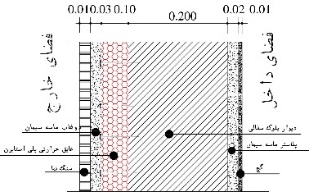 0.01 0.03 0.10 0.200 0.02 0.01
فضای خارج
فضای داخل
دوغاب ماسه سیمان
عایق حرارتی پلی استایرن
سنگ نما
دیوار بلوک سفالی
پلاستر ماسه سیمان
گچ